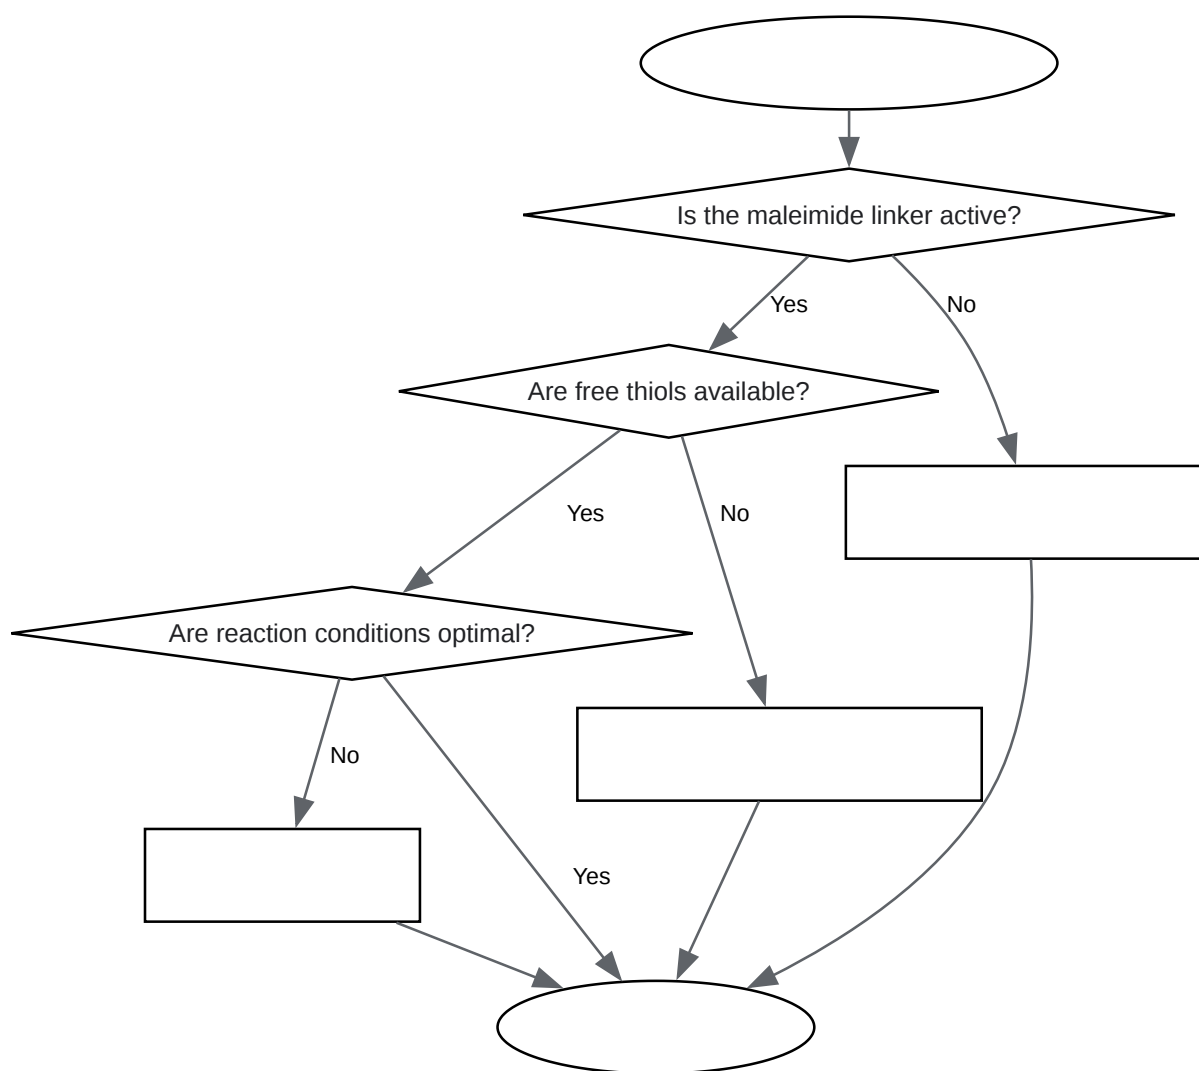 Is the maleimide linker active?
Yes
No
Are free thiols available?
Yes
No
Are reaction conditions optimal?
No
Yes